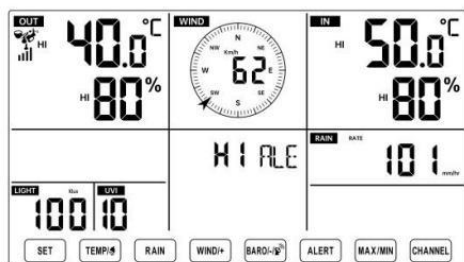 OUT
HI 40.0 °C
HI 80%
WIND
N
NW NE
Km/h
W 62 E
SW SE
S
IN
HI 50.0 °C
HI 80%
HI ALE
RAIN RATE
101 mm/hr
LIGHT Klux
100
UVI
10
SET TEMP/ RAIN WIND/+ BARO/-/ ALERT MAX/MIN CHANNEL